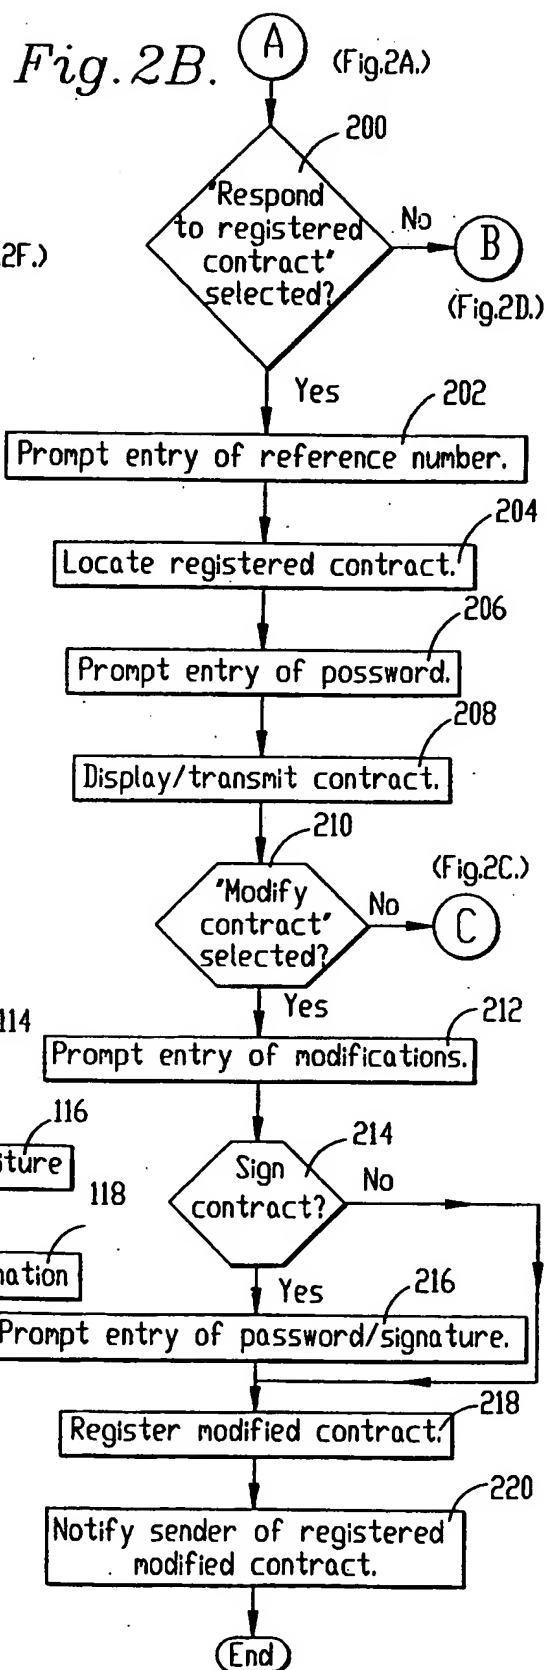 Fig. 2B.
A
(Fig.2A.)
200
"Respond
to registered
contract"
selected?
No
B
(Fig.2D.)
2F.)
Yes
202
Prompt entry of reference number.
204
Locate registered contract.
206
Prompt entry of possword.
208
Display/transmit contract.
210
"Modify
contract"
selected?
No
(Fig.2C.)
C
Yes
114
212
Prompt entry of modifications.
116
214
Sign
contract?
No
118
Yes
216
Prompt entry of password/signature.
218
Register modified contract.
220
Notify sender of registered
modified contract.
End